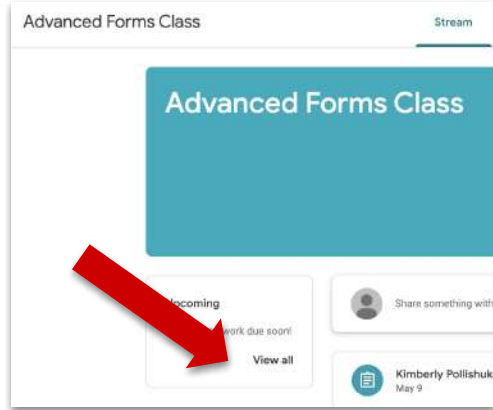 Advanced Forms Class
Stream
Advanced Forms Class
Upcoming
work due soon!
View all
Share something with
Kimberly Pollishuk
May 9